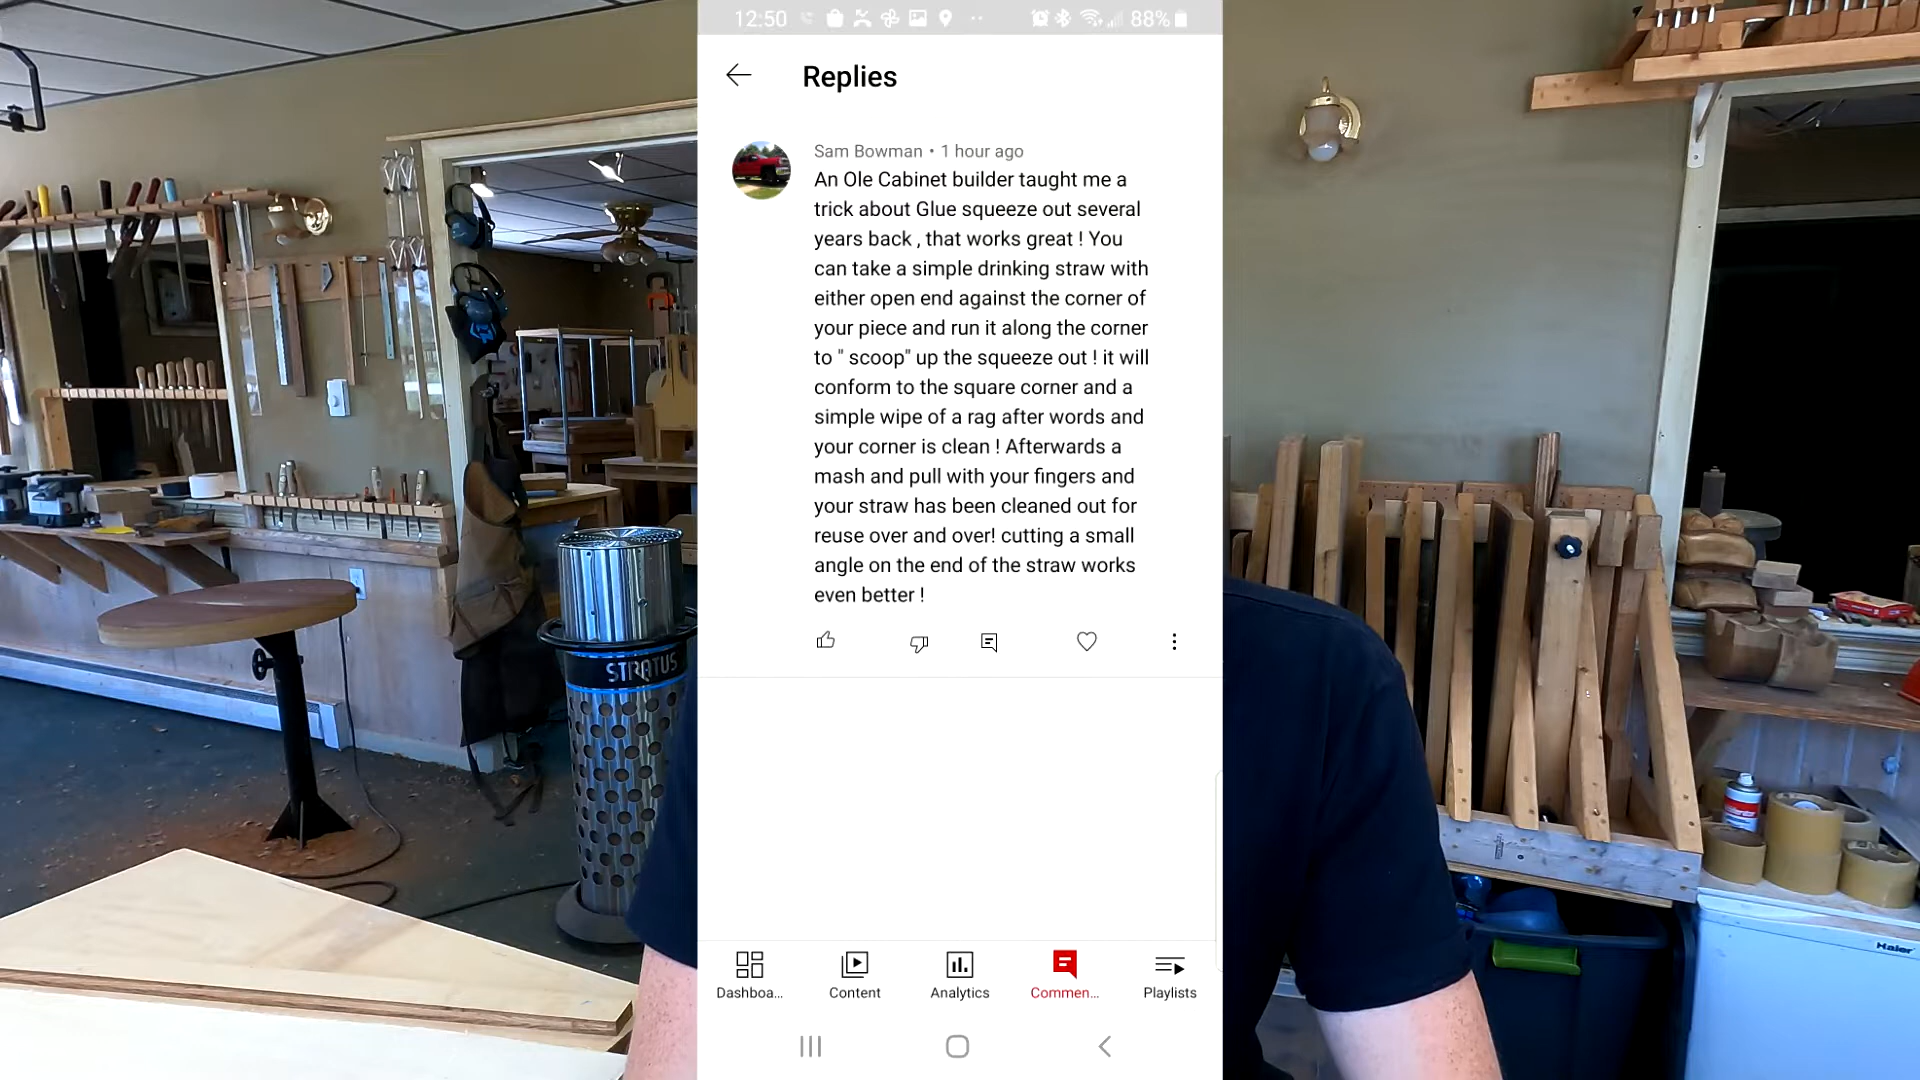 12:50
88%
Replies
Sam Bowman • 1 hour ago
An Ole Cabinet builder taught me a
trick about Glue squeeze out several
years back , that works great ! You
can take a simple drinking straw with
either open end against the corner of
your piece and run it along the corner
to " scoop" up the squeeze out ! it will
conform to the square corner and a
simple wipe of a rag after words and
your corner is clean ! Afterwards a
mash and pull with your fingers and
your straw has been cleaned out for
reuse over and over! cutting a small
angle on the end of the straw works
even better !
Dashboa...
Content
Analytics
Commen...
Playlists
STRATUS
Haier